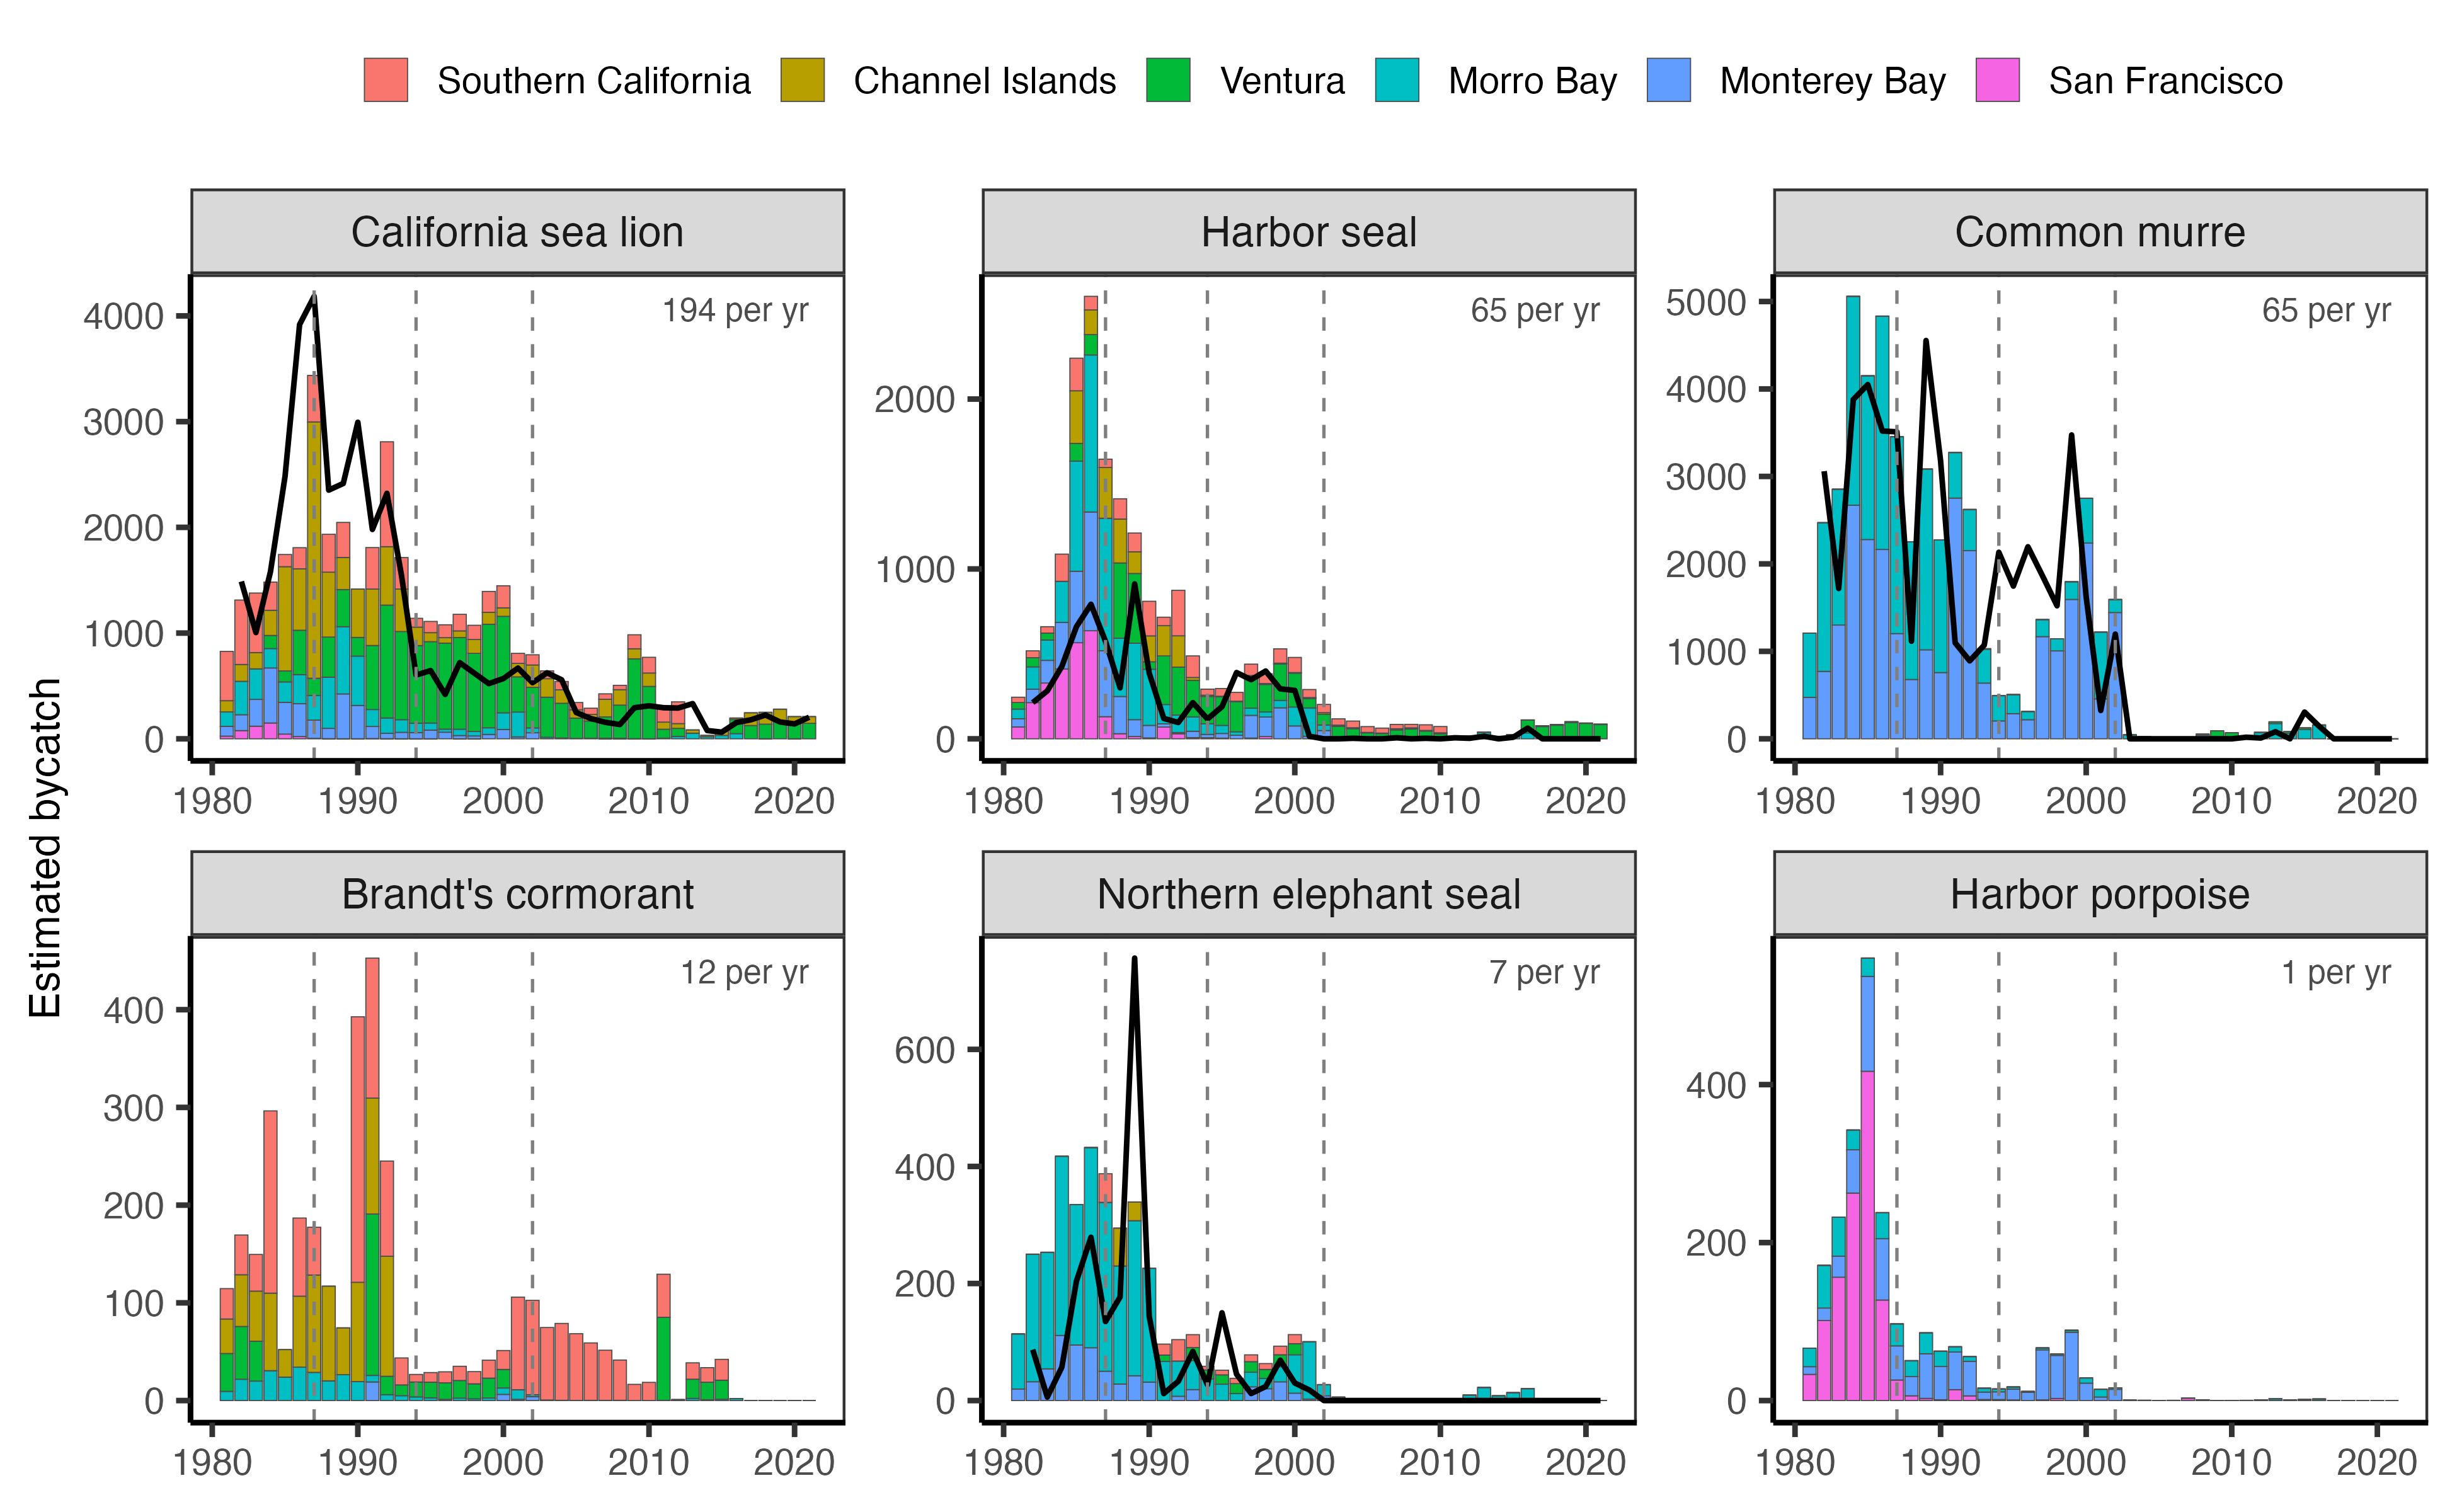 Southern California Channel Islands Ventura Morro Bay Monterey Bay San Francisco
California sea lion Harbor seal Common murre
194 per yr 65 per yr 65 per yr
4000 3000 2000 1000 0
2000 1000 0
5000 4000 3000 2000 1000 0
1980 1990 2000 2010 2020 1980 1990 2000 2010 2020 1980 1990 2000 2010 2020
Estimated bycatch
Brandt's cormorant Northern elephant seal Harbor porpoise
12 per yr 7 per yr 1 per yr
400 300 200 100 0
600 400 200 0
400 200 0
1980 1990 2000 2010 2020 1980 1990 2000 2010 2020 1980 1990 2000 2010 2020